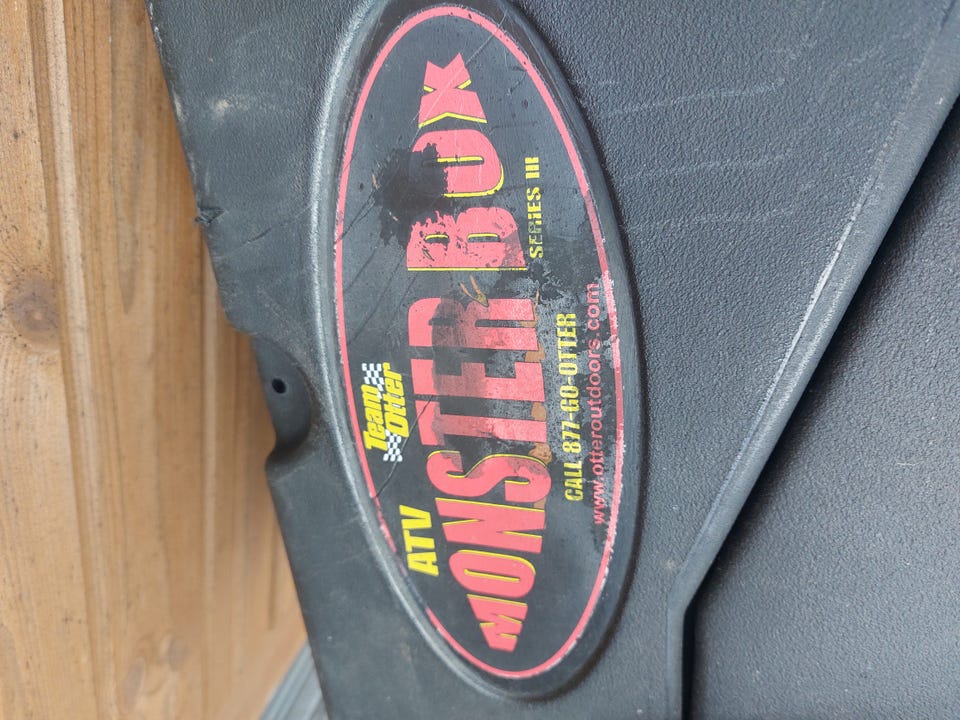 Team
Otter
ATV
MONSTER BOX
SERIES III
CALL 877-GO-OTTER
www.otteroutdoors.com